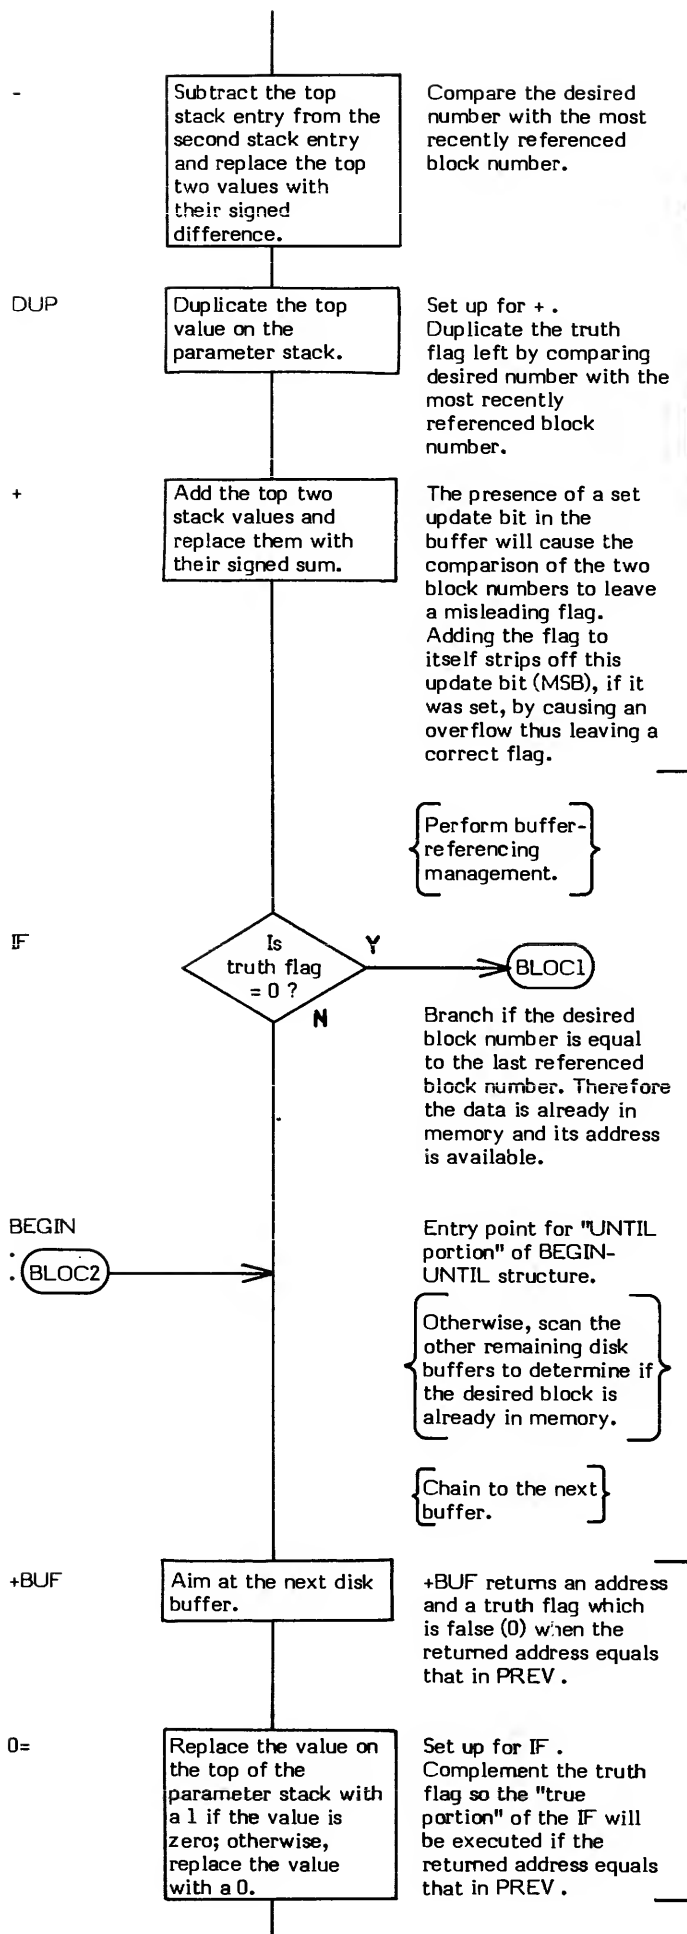 -
Subtract the top
stack entry from the
second stack entry
and replace the top
two values with
their signed
difference.
Compare the desired
number with the most
recently referenced
block number.
DUP
Duplicate the top
value on the
parameter stack.
Set up for + .
Duplicate the truth
flag left by comparing
desired number with the
most recently
referenced block
number.
+
Add the top two
stack values and
replace them with
their signed sum.
The presence of a set
update bit in the
buffer will cause the
comparison of the two
block numbers to leave
a misleading flag.
Adding the flag to
itself strips off this
update bit (MSB), if it
was set, by causing an
overflow thus leaving a
correct flag.
Perform buffer-
referencing
management.
IF
Is
truth flag
= 0 ?
Y
BLOC1
N
Branch if the desired
block number is equal
to the last referenced
block number. Therefore
the data is already in
memory and its address
is available.
BEGIN
: BLOC2
Entry point for "UNTIL
portion" of BEGIN-
UNTIL structure.
Otherwise, scan the
other remaining disk
buffers to determine if
the desired block is
already in memory.
Chain to the next
buffer.
+BUF
Aim at the next disk
buffer.
+BUF returns an address
and a truth flag which
is false (0) when the
returned address equals
that in PREV .
0=
Replace the value on
the top of the
parameter stack with
a 1 if the value is
zero; otherwise,
replace the value
with a 0.
Set up for IF .
Complement the truth
flag so the "true
portion" of the IF will
be executed if the
returned address equals
that in PREV .